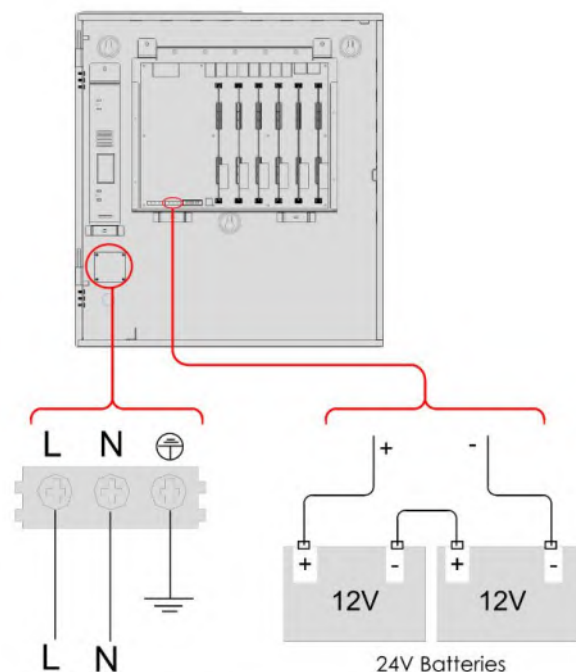 L N
L N
+ -
+ - + -
12V 12V
24V Batteries